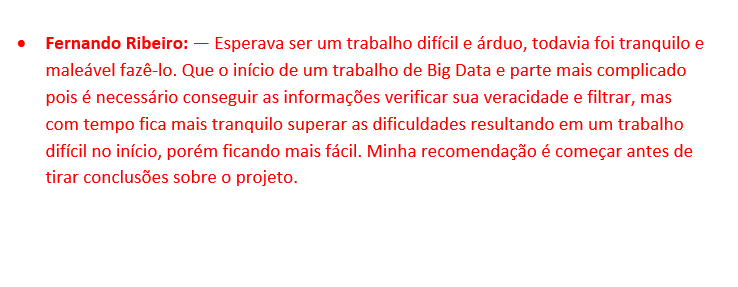 • Fernando Ribeiro: — Esperava ser um trabalho difícil e árduo, todavia foi tranquilo e
maleável fazê-lo. Que o início de um trabalho de Big Data e parte mais complicado
pois é necessário conseguir as informações verificar sua veracidade e filtrar, mas
com tempo fica mais tranquilo superar as dificuldades resultando em um trabalho
difícil no início, porém ficando mais fácil. Minha recomendação é começar antes de
tirar conclusões sobre o projeto.